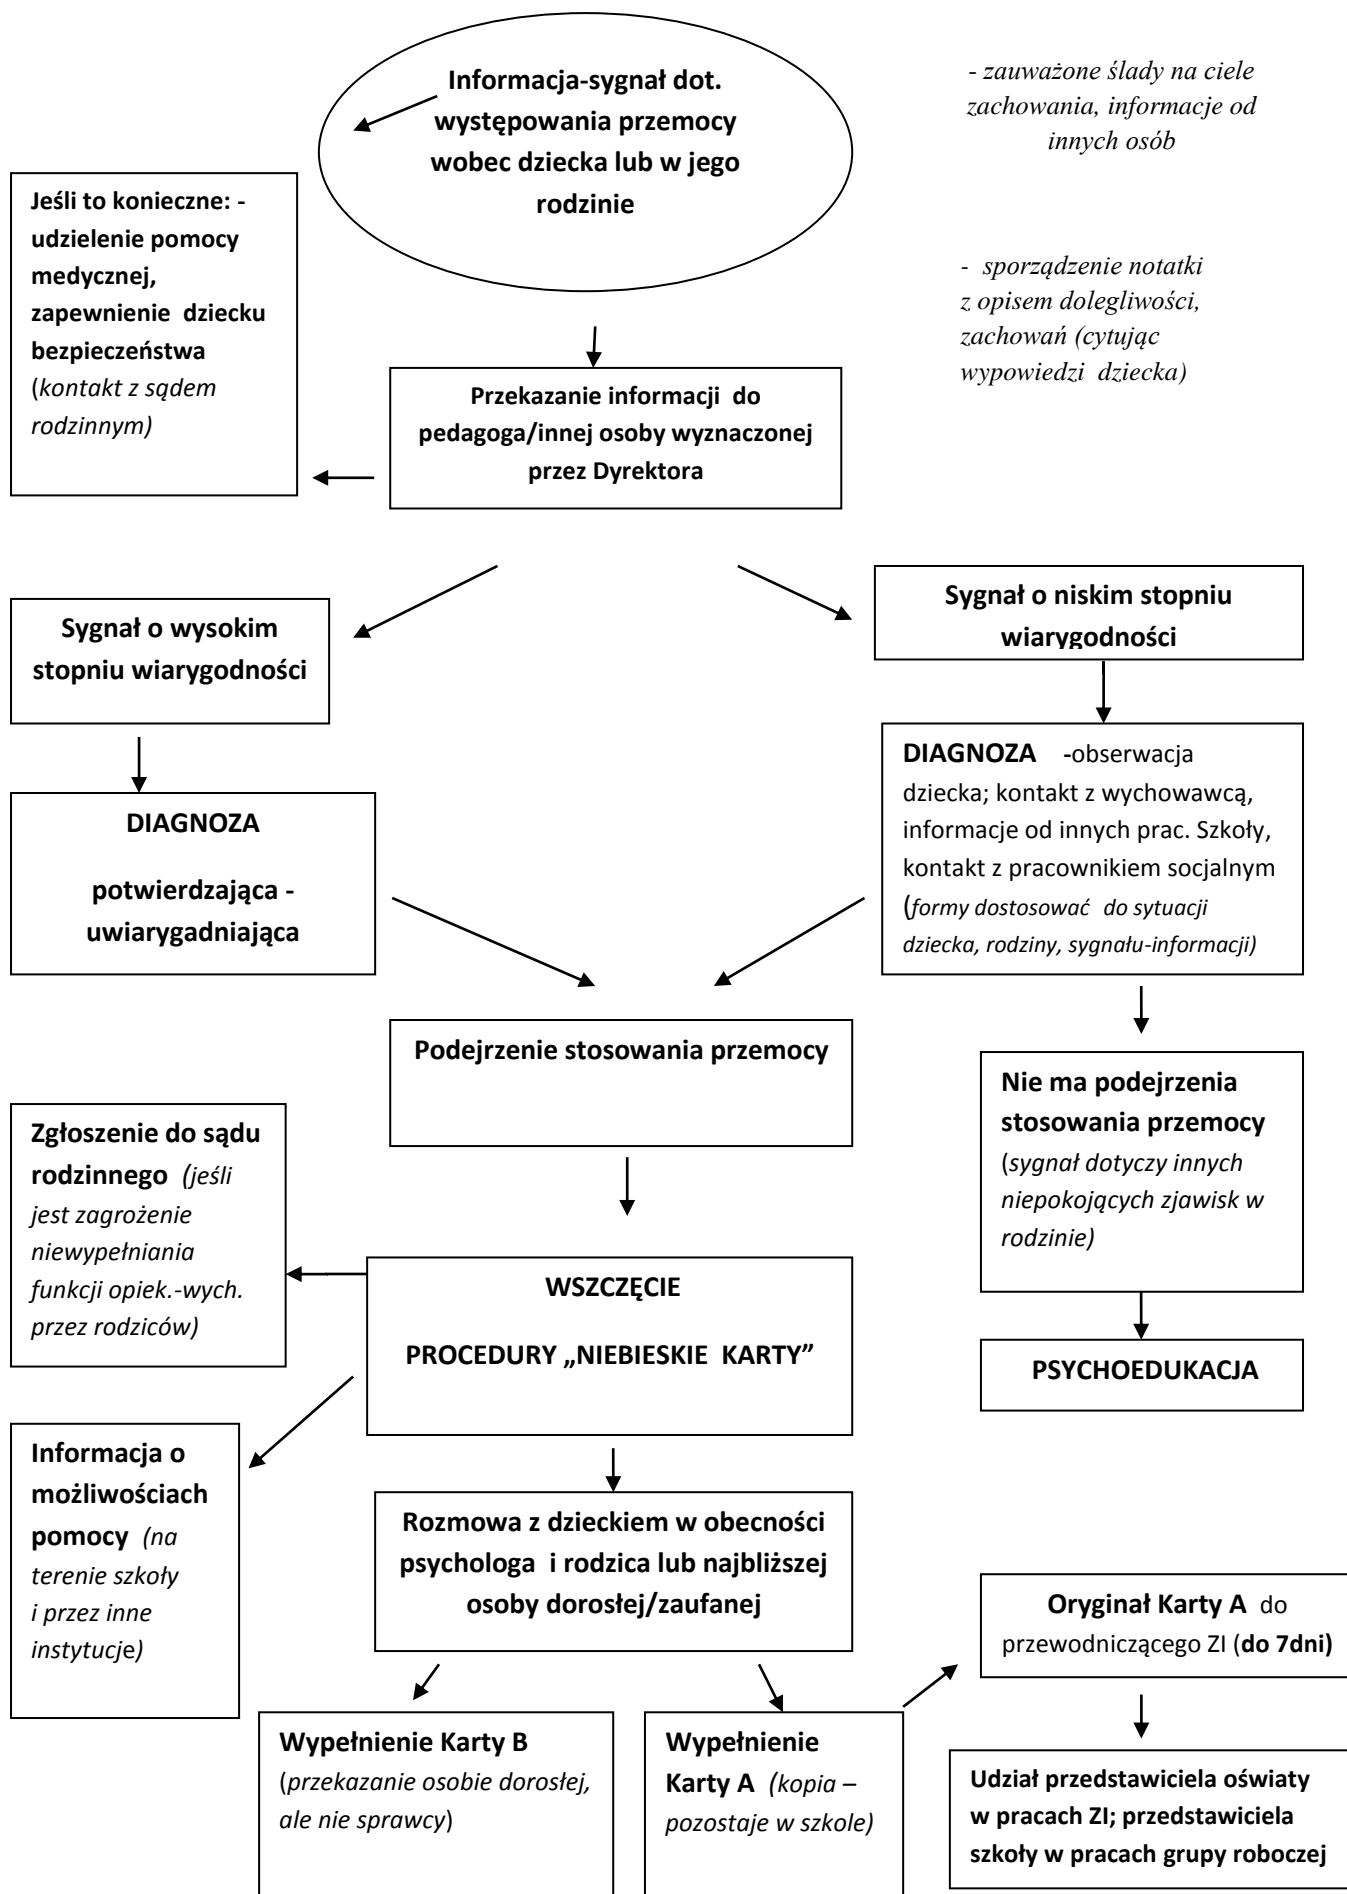 Informacja-sygnał dot.
występowania przemocy
wobec dziecka lub w jego
rodzinie
- zauważone ślady na ciele
zachowania, informacje od
innych osób
Jeśli to konieczne: -
udzielenie pomocy
medycznej,
zapewnienie dziecku
bezpieczeństwa
(kontakt z sądem
rodzinnym)
- sporządzenie notatki
z opisem dolegliwości,
zachowań (cytując
wypowiedzi dziecka)
Przekazanie informacji do
pedagoga/innej osoby wyznaczonej
przez Dyrektora
Sygnał o wysokim
stopniu wiarygodności
Sygnał o niskim stopniu
wiarygodności
DIAGNOZA
potwierdzająca -
uwiarygadniająca
DIAGNOZA -obserwacja
dziecka; kontakt z wychowawcą,
informacje od innych prac. Szkoły,
kontakt z pracownikiem socjalnym
(formy dostosować do sytuacji
dziecka, rodziny, sygnału-informacji)
Podejrzenie stosowania przemocy
Nie ma podejrzenia
stosowania przemocy
(sygnał dotyczy innych
niepokojących zjawisk w
rodzinie)
Zgłoszenie do sądu
rodzinnego (jeśli
jest zagrożenie
niewypełniania
funkcji opiek.-wych.
przez rodziców)
WSZCZĘCIE
PROCEDURY „NIEBIESKIE KARTY”
PSYCHOEDUKACJA
Informacja o
możliwościach
pomocy (na
terenie szkoły
i przez inne
instytucje)
Rozmowa z dzieckiem w obecności
psychologa i rodzica lub najbliższej
osoby dorosłej/zaufanej
Oryginał Karty A do
przewodniczącego ZI (do 7dni)
Wypełnienie Karty B
(przekazanie osobie dorosłej,
ale nie sprawcy)
Wypełnienie
Karty A (kopia –
pozostaje w szkole)
Udział przedstawiciela oświaty
w pracach ZI; przedstawiciela
szkoły w pracach grupy roboczej